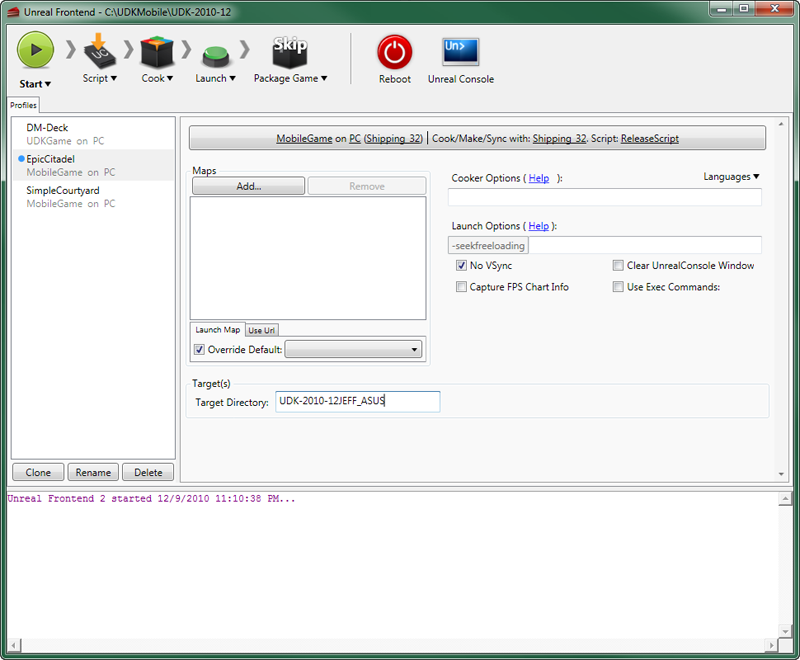 Unreal Frontend - C:\UDKMobile\UDK-2010-12
Skip
UC
Un>
Start ▾ Script ▾ Cook ▾ Launch ▾ Package Game ▾ Reboot Unreal Console
Profiles
DM-Deck
UDKGame on PC
EpicCitadel
MobileGame on PC
SimpleCourtyard
MobileGame on PC
Clone Rename Delete
MobileGame on PC (Shipping_32) | Cook/Make/Sync with: Shipping_32. Script: ReleaseScript
Maps
Add... Remove
Launch Map Use Url
Override Default:
Cooker Options ( Help ): Languages ▾
Launch Options ( Help ):
-seekfreeloading
No VSync Clear UnrealConsole Window
Capture FPS Chart Info Use Exec Commands:
Target(s)
Target Directory: UDK-2010-12JEFF_ASUS
Unreal Frontend 2 started 12/9/2010 11:10:38 PM...